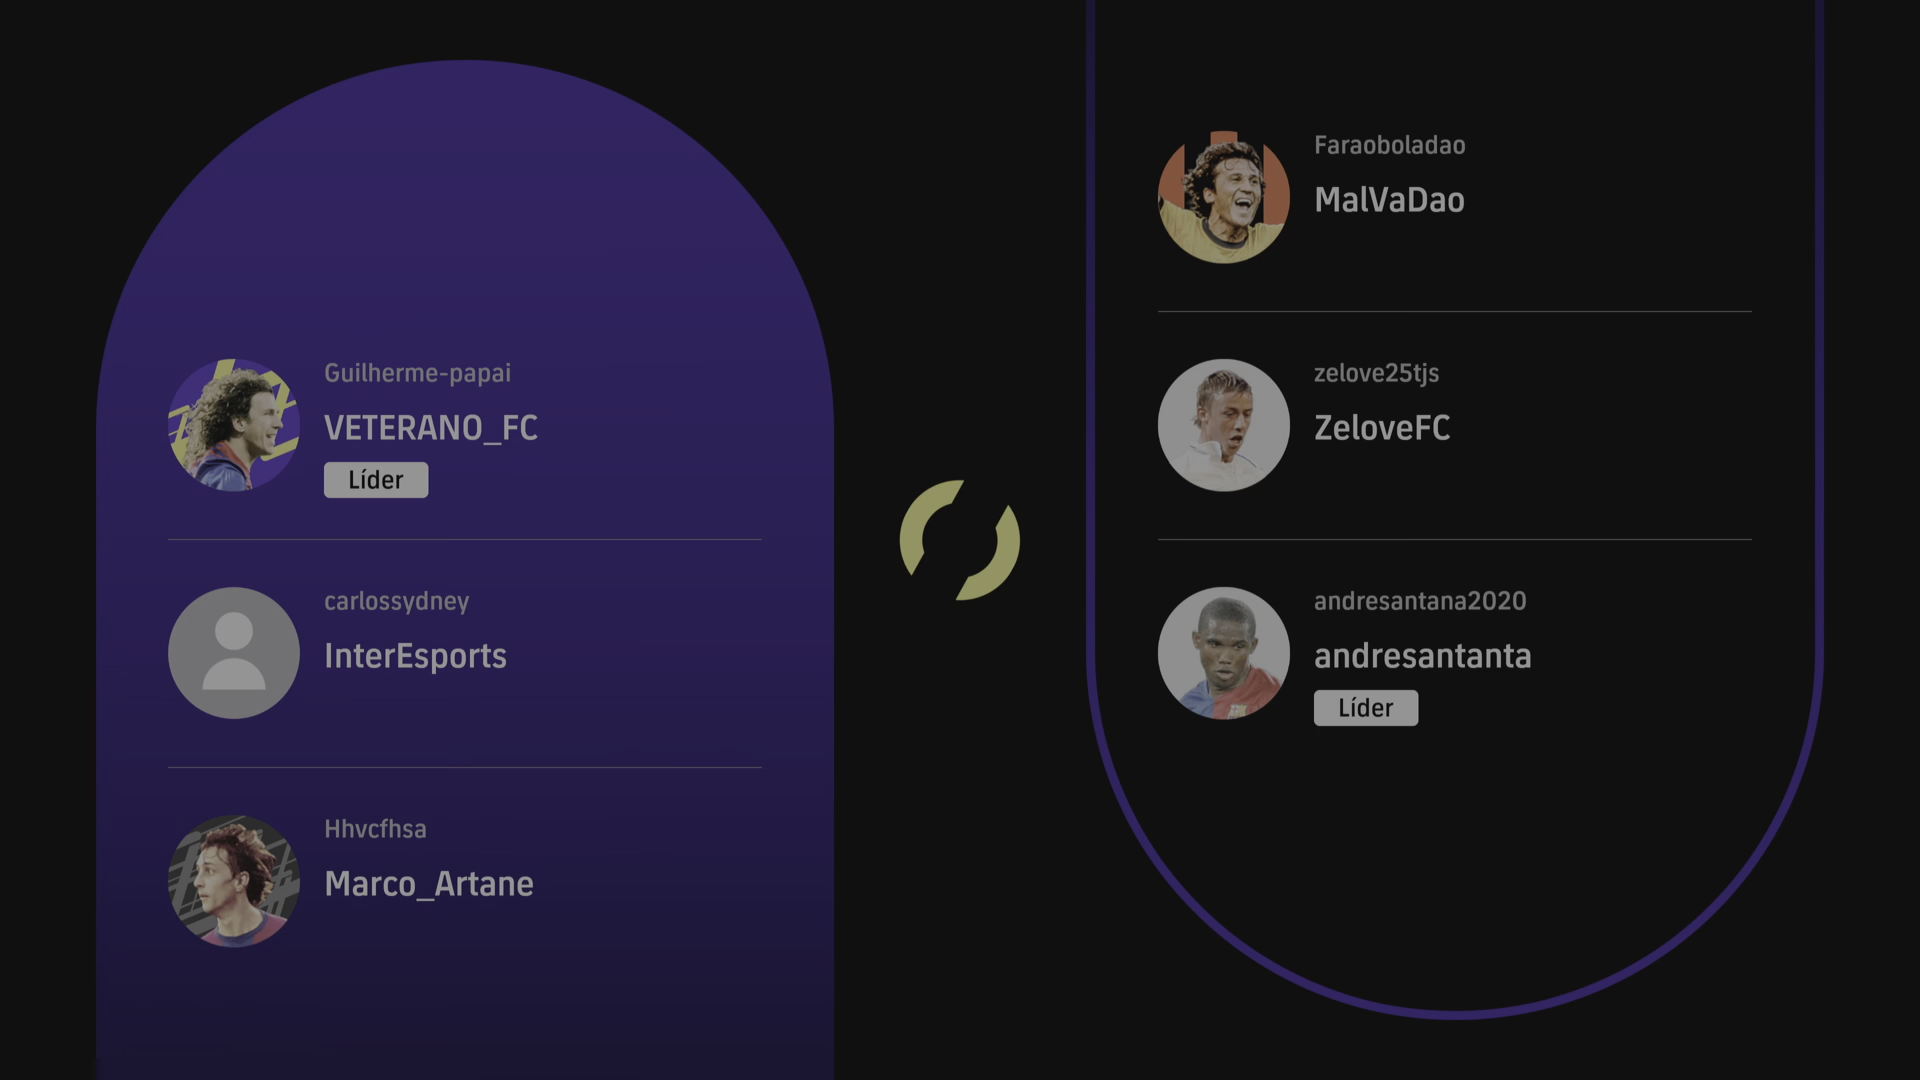 Guilherme-papai
VETERANO_FC
Líder
carlossydney
InterEsports
Hhvcfhsa
Marco_Artane
Faraoboladao
MalVaDao
zelove25tjs
ZeloveFC
andresantana2020
andresantanta
Líder